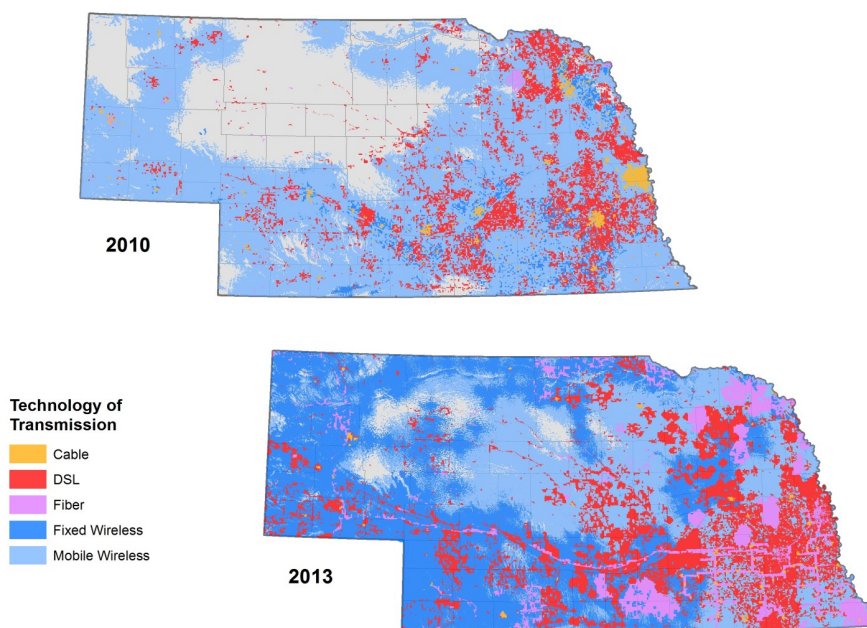 2010
Technology of
Transmission
Cable
DSL
Fiber
Fixed Wireless
Mobile Wireless
2013